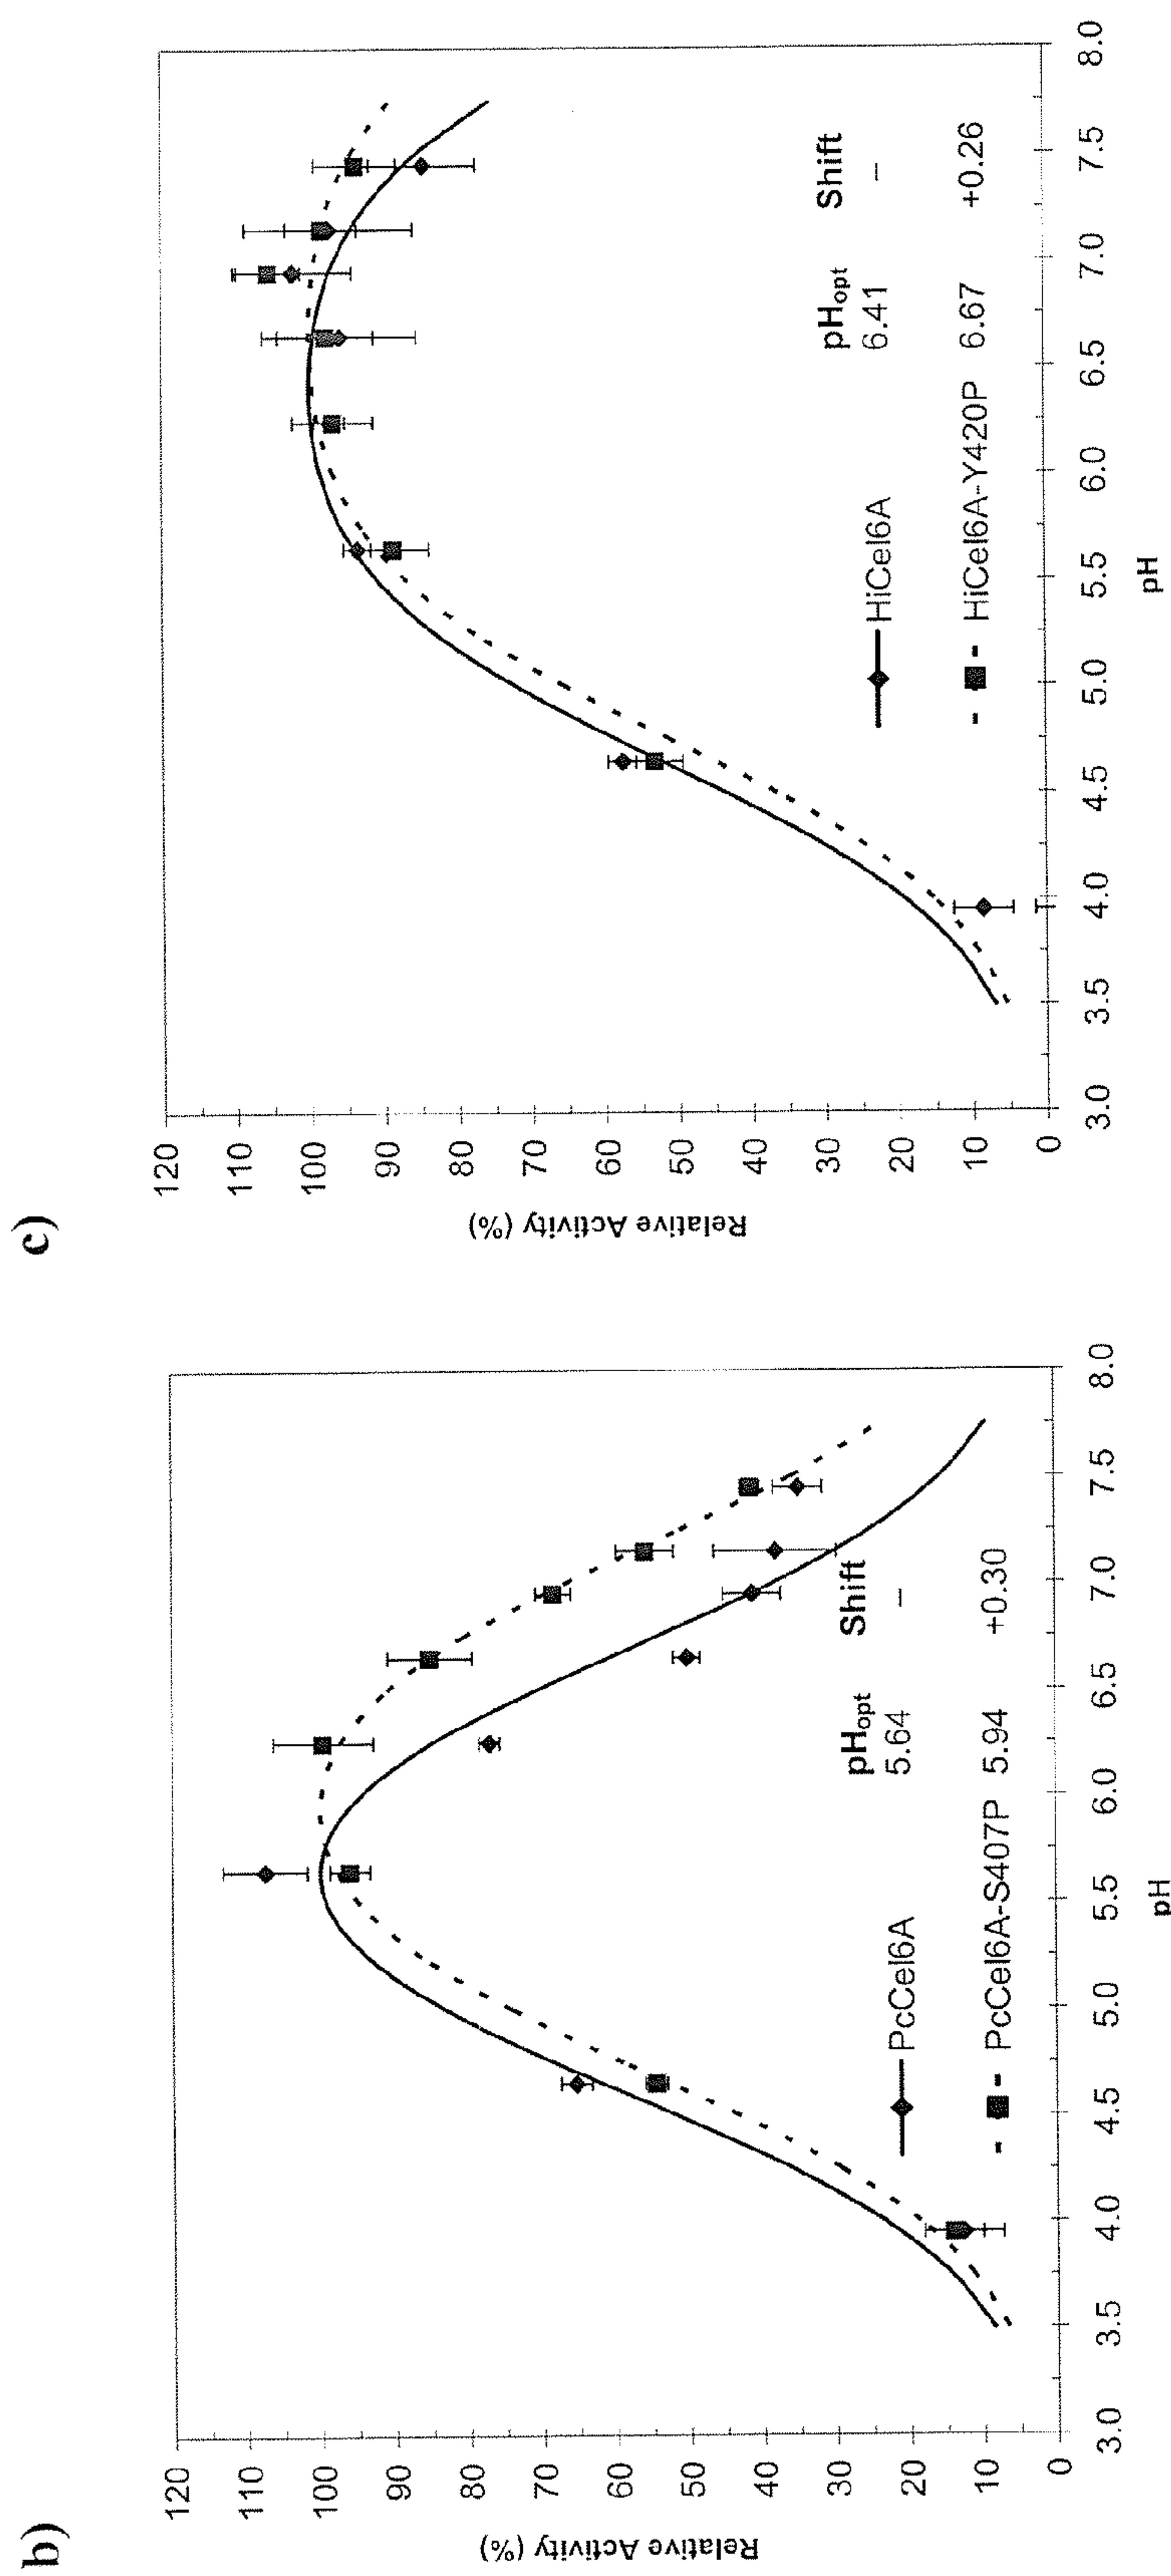 b)
Relative Activity (%)
120
110
100
90
80
70
60
50
40
30
20
10
0
pHopt Shift
PcCel6A 5.64 –
PcCel6A-S407P 5.94 +0.30
3.0 3.5 4.0 4.5 5.0 5.5 6.0 6.5 7.0 7.5 8.0
pH
c)
Relative Activity (%)
120
110
100
90
80
70
60
50
40
30
20
10
0
pHopt Shift
HiCel6A 6.41 –
HiCel6A-Y420P 6.67 +0.26
3.0 3.5 4.0 4.5 5.0 5.5 6.0 6.5 7.0 7.5 8.0
pH